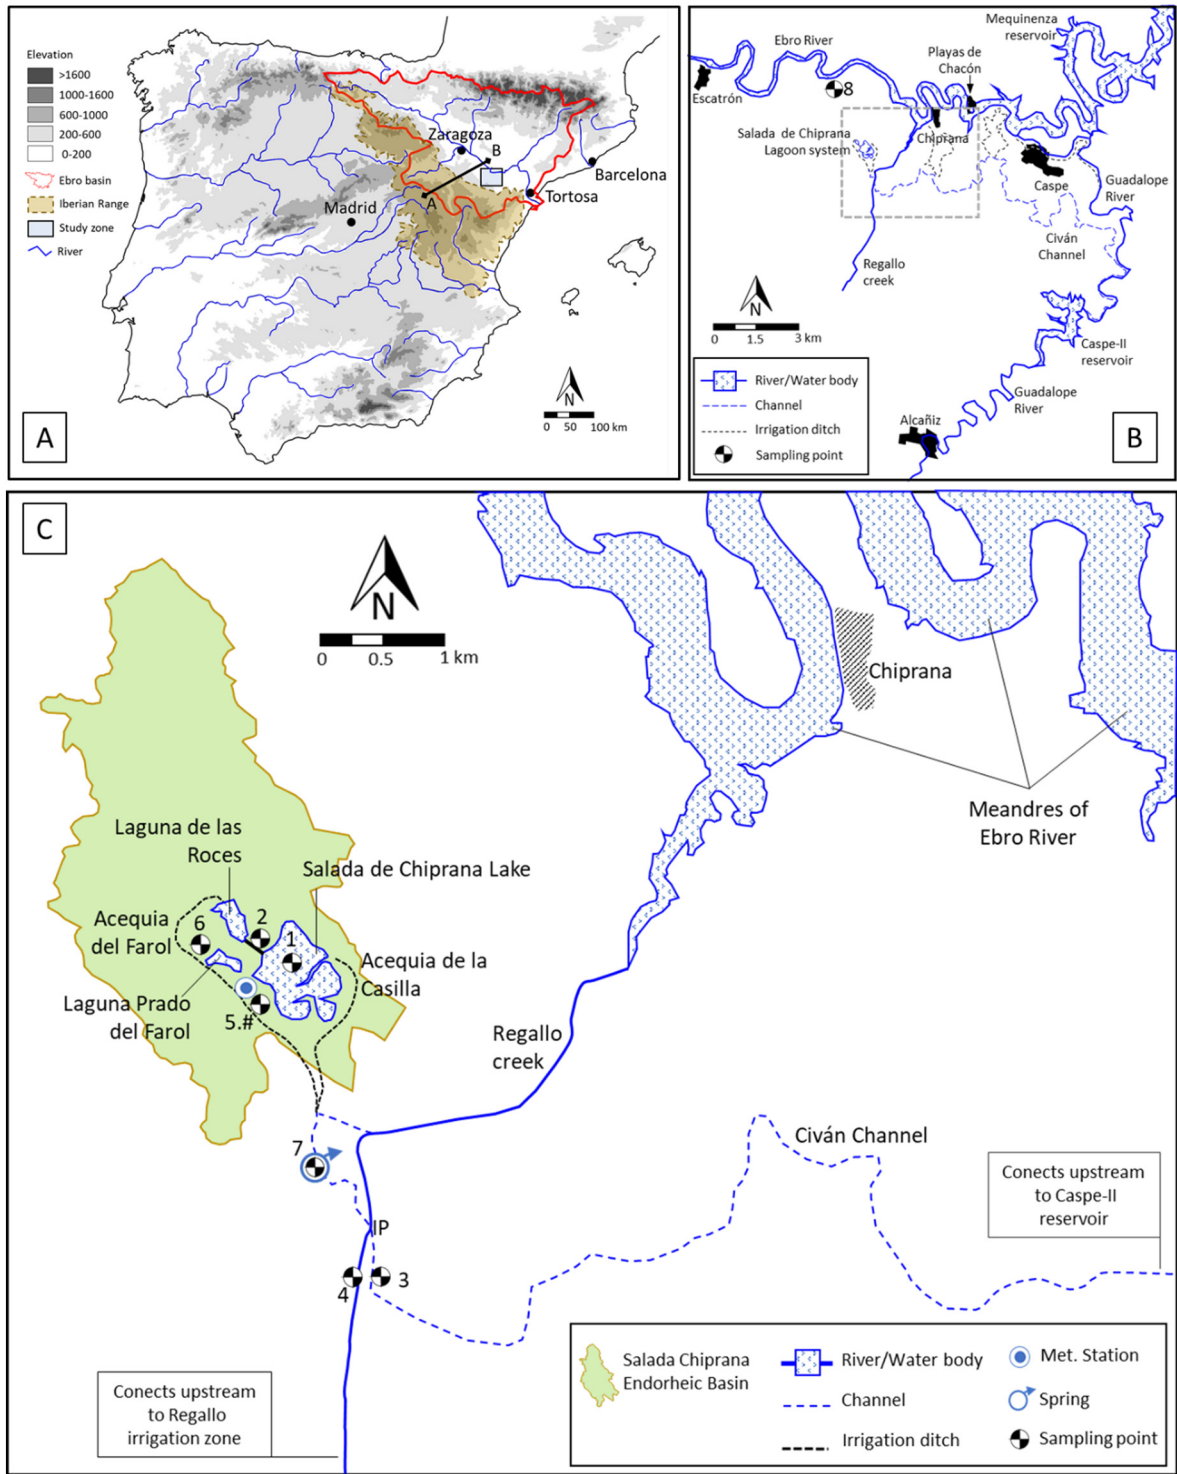 Elevation
>1600
1000-1600
600-1000
200-600
0-200
Ebro basin
Iberian Range
Study zone
River
Zaragoza
B
Barcelona
A
Tortosa
Madrid
N
0 50 100 km
A
Ebro River
Mequinenza
reservoir
Playas de
Chacón
Escatrón
8
Salada de Chiprana
Lagoon system
Chiprana
Caspe
Guadalope
River
Civán
Channel
Regallo
creek
N
0 1.5 3 km
Caspe-II
reservoir
Guadalope
River
Alcañiz
River/Water body
Channel
Irrigation ditch
Sampling point
B
C
N
0 0.5 1 km
Chiprana
Meandres of
Ebro River
Laguna de las
Roces
Salada de Chiprana Lake
Acequia
del Farol
6
2
1
Acequia de la
Casilla
Laguna Prado
del Farol
5.#
Regallo
creek
7
Civán Channel
Conects upstream
to Caspe-II
reservoir
IP
4
3
Conects upstream
to Regallo
irrigation zone
Salada Chiprana
Endorheic Basin
River/Water body
Channel
Irrigation ditch
Met. Station
Spring
Sampling point